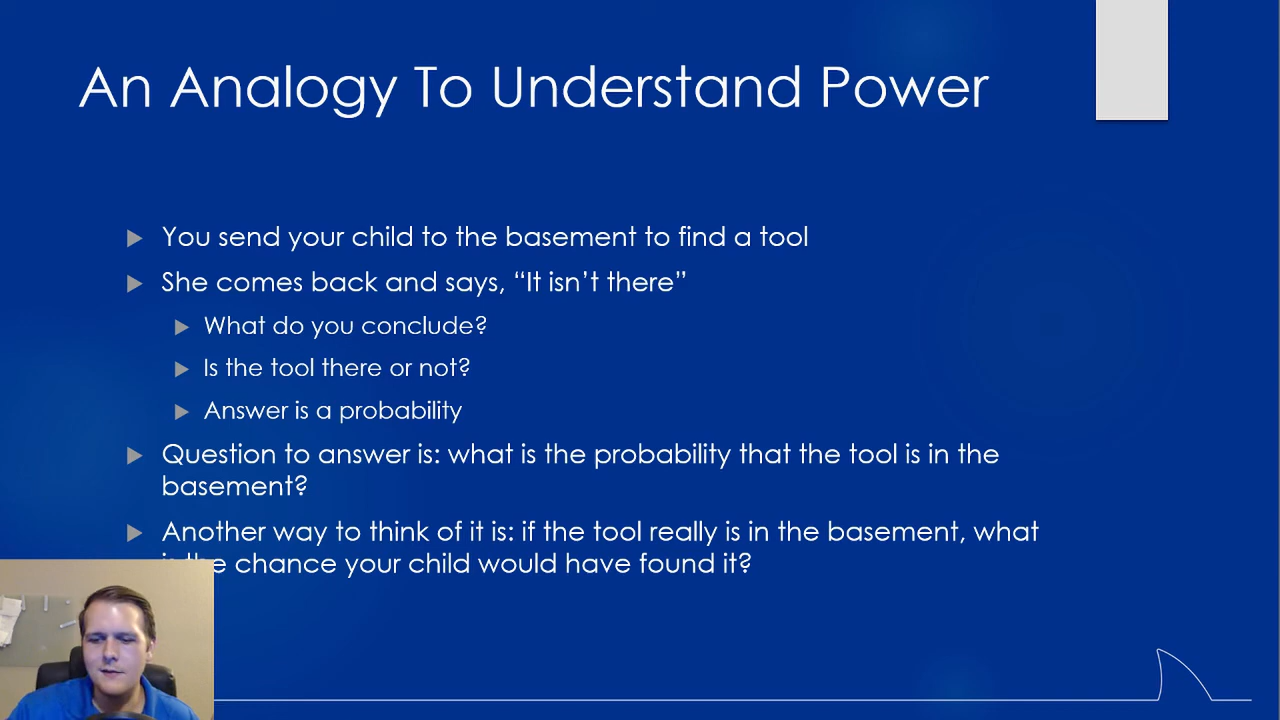 An Analogy To Understand Power
You send your child to the basement to find a tool
She comes back and says, “It isn’t there”
What do you conclude?
Is the tool there or not?
Answer is a probability
Question to answer is: what is the probability that the tool is in the
basement?
Another way to think of it is: if the tool really is in the basement, what
is the chance your child would have found it?